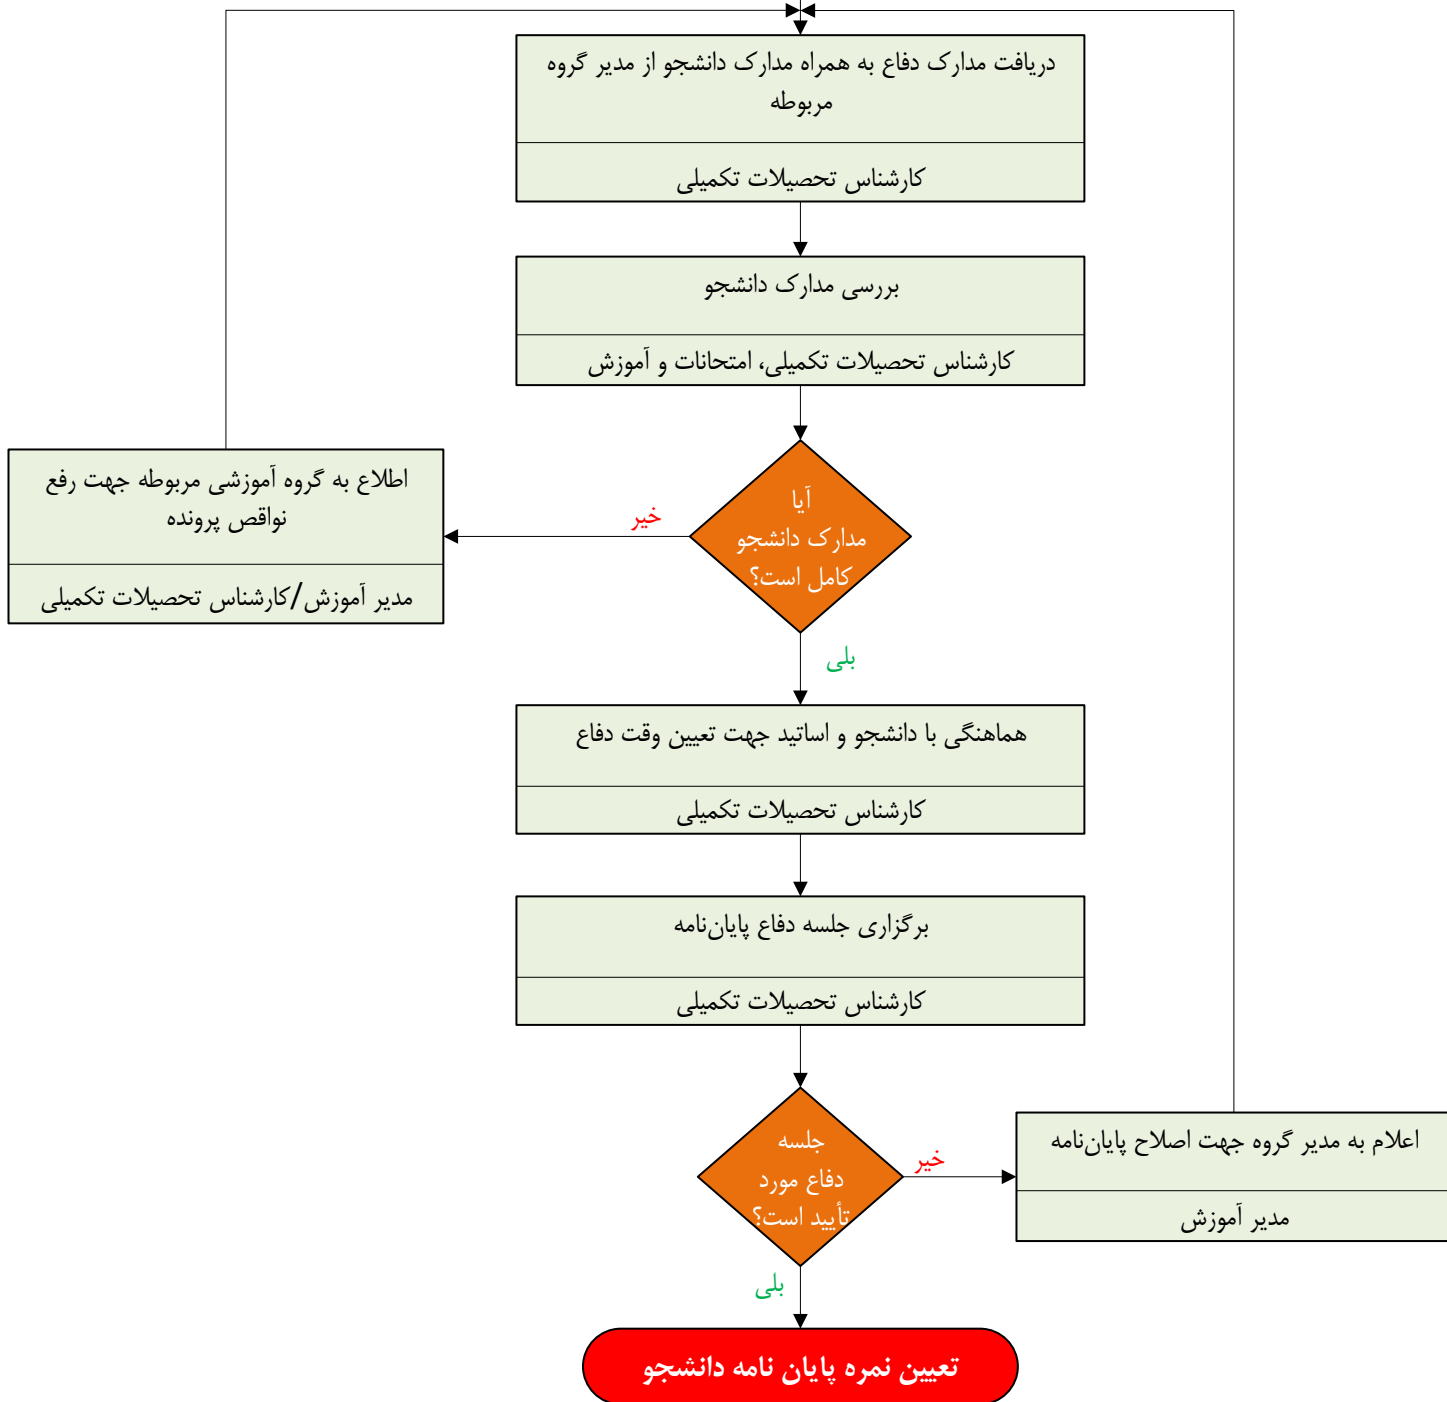 دریافت مدارک دفاع به همراه مدارک دانشجو از مدیر گروه
مربوطه
کارشناس تحصیلات تکمیلی
بررسی مدارک دانشجو
کارشناس تحصیلات تکمیلی، امتحانات و آموزش
آیا
مدارک دانشجو
کامل است؟
خیر
اطلاع به گروه آموزشی مربوطه جهت رفع
نواقص پرونده
مدیر آموزش/کارشناس تحصیلات تکمیلی
بلی
هماهنگی با دانشجو و اساتید جهت تعیین وقت دفاع
کارشناس تحصیلات تکمیلی
برگزاری جلسه دفاع پایان‌نامه
کارشناس تحصیلات تکمیلی
جلسه
دفاع مورد
تأیید است؟
خیر
اعلام به مدیر گروه جهت اصلاح پایان‌نامه
مدیر آموزش
بلی
تعیین نمره پایان نامه دانشجو